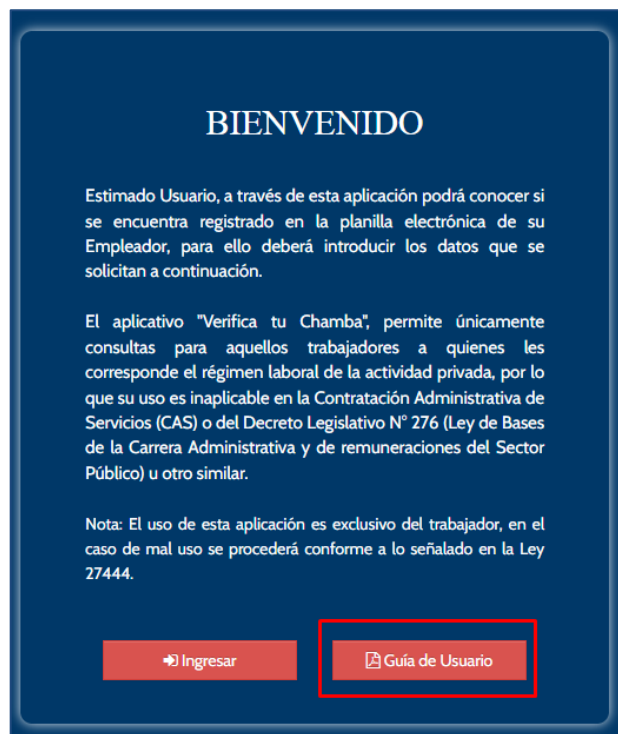 BIENVENIDO
Estimado Usuario, a través de esta aplicación podrá conocer si
se encuentra registrado en la planilla electrónica de su
Empleador, para ello deberá introducir los datos que se
solicitan a continuación.
El aplicativo "Verifica tu Chamba", permite únicamente
consultas para aquellos trabajadores a quienes les
corresponde el régimen laboral de la actividad privada, por lo
que su uso es inaplicable en la Contratación Administrativa de
Servicios (CAS) o del Decreto Legislativo N° 276 (Ley de Bases
de la Carrera Administrativa y de remuneraciones del Sector
Público) u otro similar.
Nota: El uso de esta aplicación es exclusivo del trabajador, en el
caso de mal uso se procederá conforme a lo señalado en la Ley
27444.
Ingresar Guía de Usuario